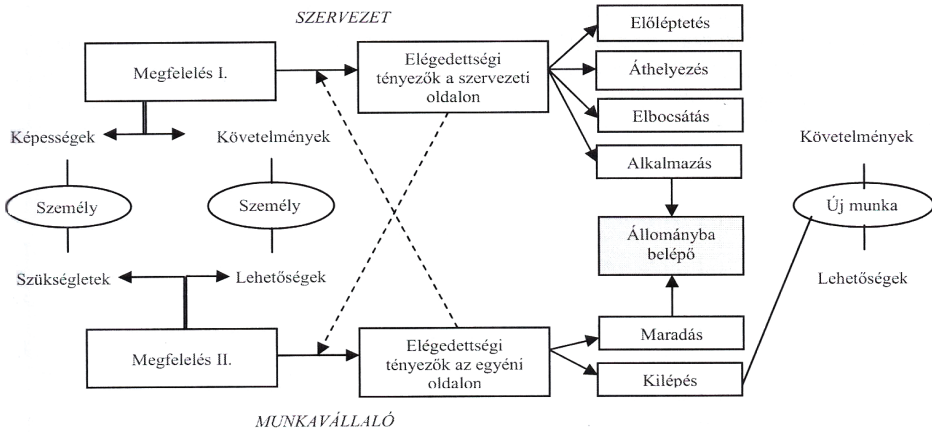 SZERVEZET
Megfelelés I.
Elégedettségi
tényezők a szervezeti
oldalon
Előléptetés
Áthelyezés
Elbocsátás
Alkalmazás
Képességek
Követelmények
Személy
Személy
Szükségletek
Lehetőségek
Állományba
belépő
Követelmények
Új munka
Lehetőségek
Megfelelés II.
Elégedettségi
tényezők az egyéni
oldalon
Maradás
Kilépés
MUNKAVÁLLALÓ